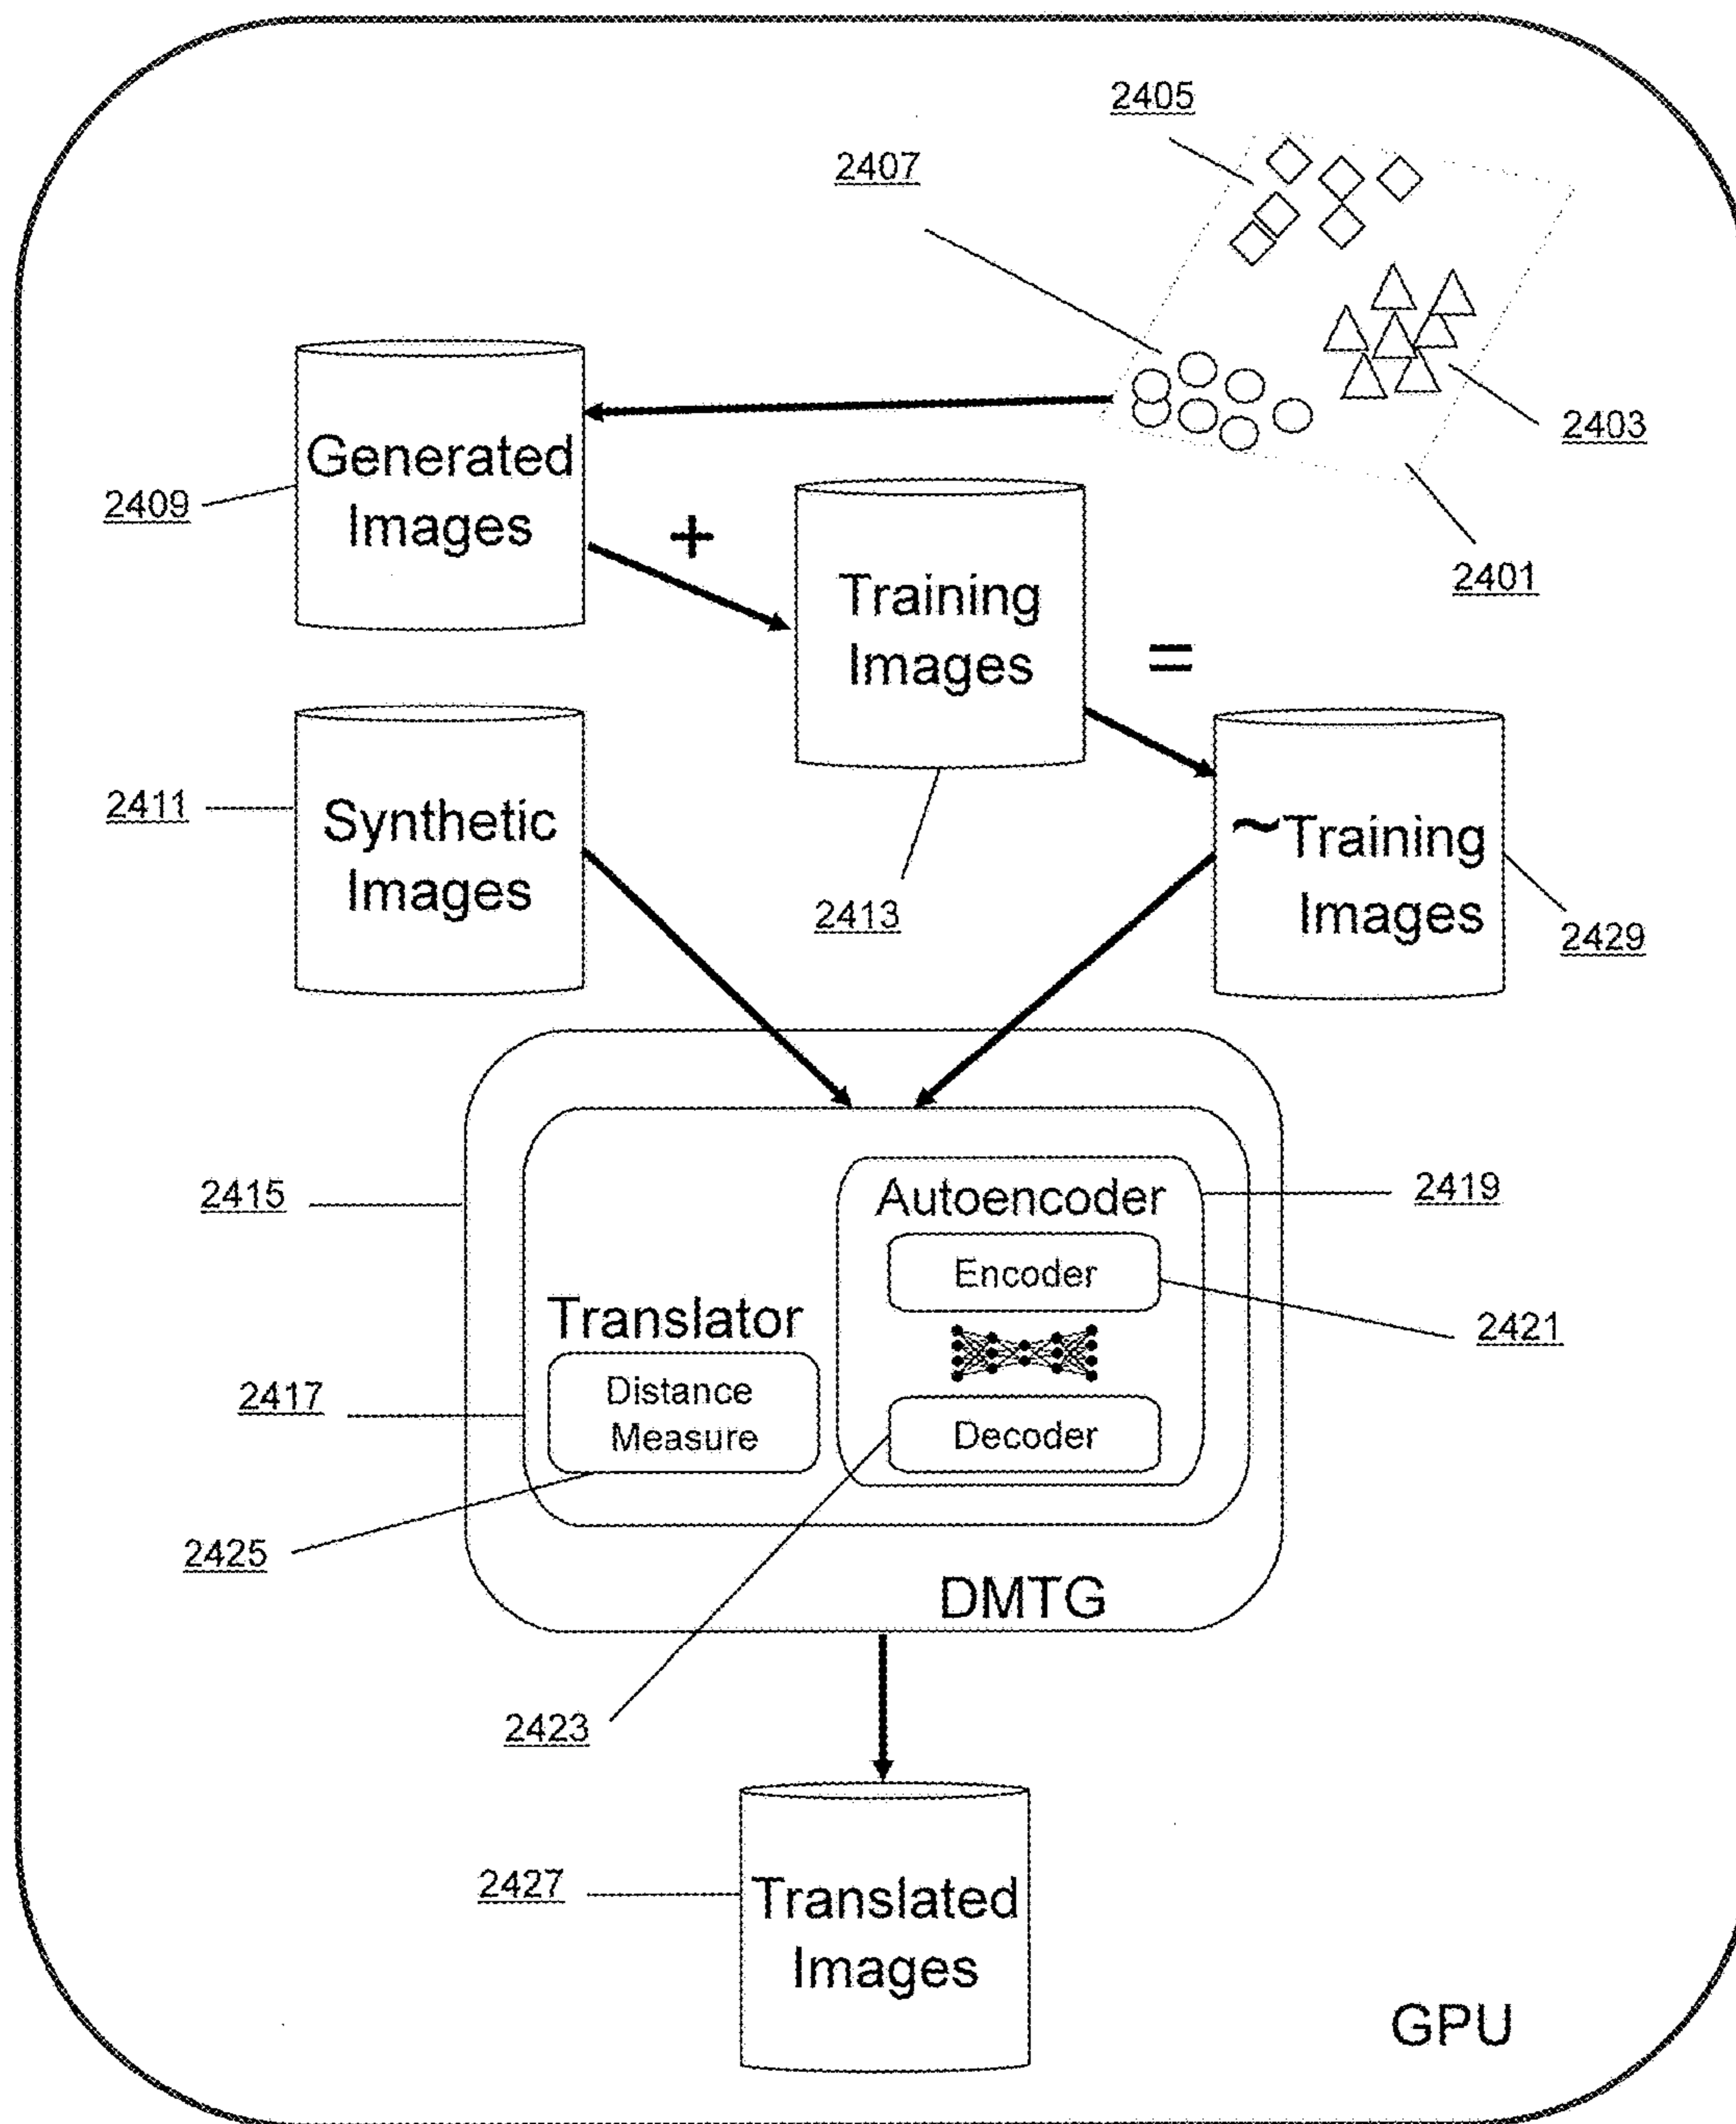 2405
2407
2403
2401
Generated
Images
2409
+
Training
Images
=
2413
2411
Synthetic
Images
~Training
Images
2429
2415
Autoencoder
2419
Encoder
2421
Translator
Distance
Measure
2417
Decoder
2425
DMTG
2423
2427
Translated
Images
GPU